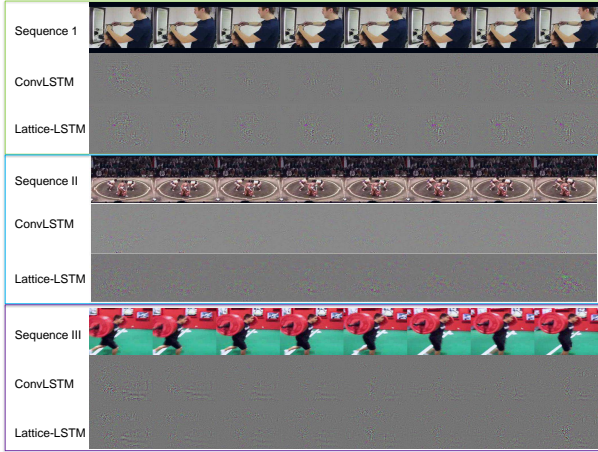 Sequence 1
ConvLSTM
Lattice-LSTM
Sequence II
ConvLSTM
Lattice-LSTM
Sequence III
ConvLSTM
Lattice-LSTM